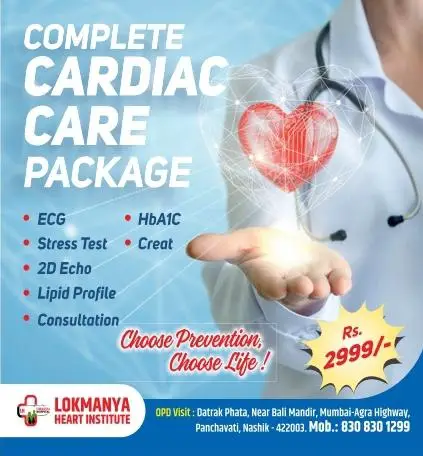 COMPLETE
CARDIAC
CARE
PACKAGE
• ECG
• HbA1C
• Stress Test
• Creat
• 2D Echo
• Lipid Profile
• Consultation
Choose Prevention,
Choose Life !
Rs.
2999/-
LOKMANYA
HEART INSTITUTE
OPD Visit : Datrak Phata, Near Bali Mandir, Mumbai-Agra Highway,
Panchavati, Nashik - 422003. Mob.: 830 830 1299